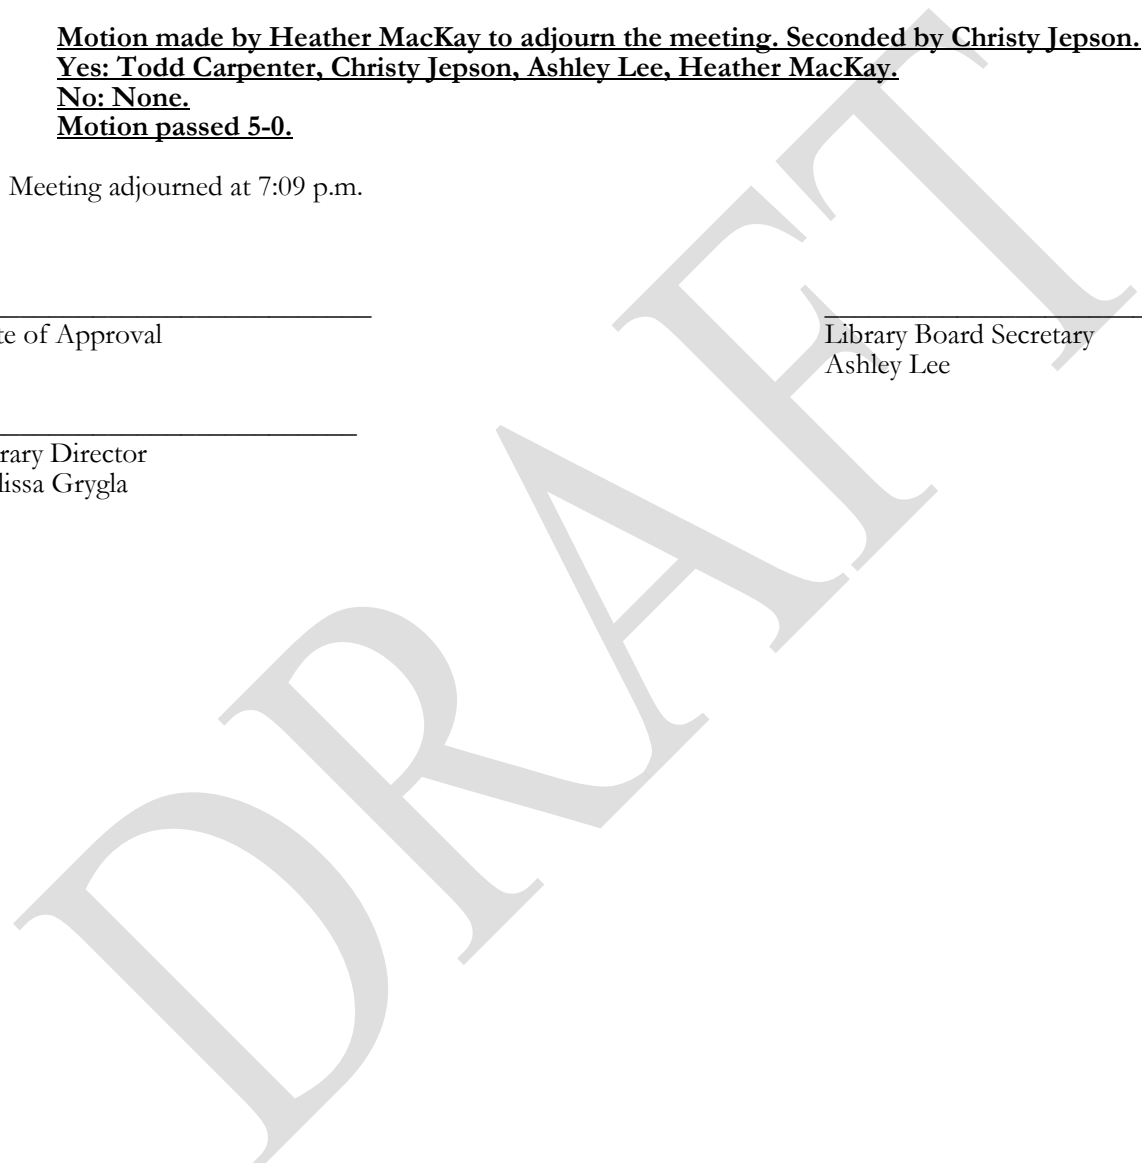 Motion made by Heather MacKay to adjourn the meeting. Seconded by Christy Jepson.
Yes: Todd Carpenter, Christy Jepson, Ashley Lee, Heather MacKay.
No: None.
Motion passed 5-0.
Meeting adjourned at 7:09 p.m.
te of Approval
Library Board Secretary
Ashley Lee
rary Director
lissa Grygla
DRAFT